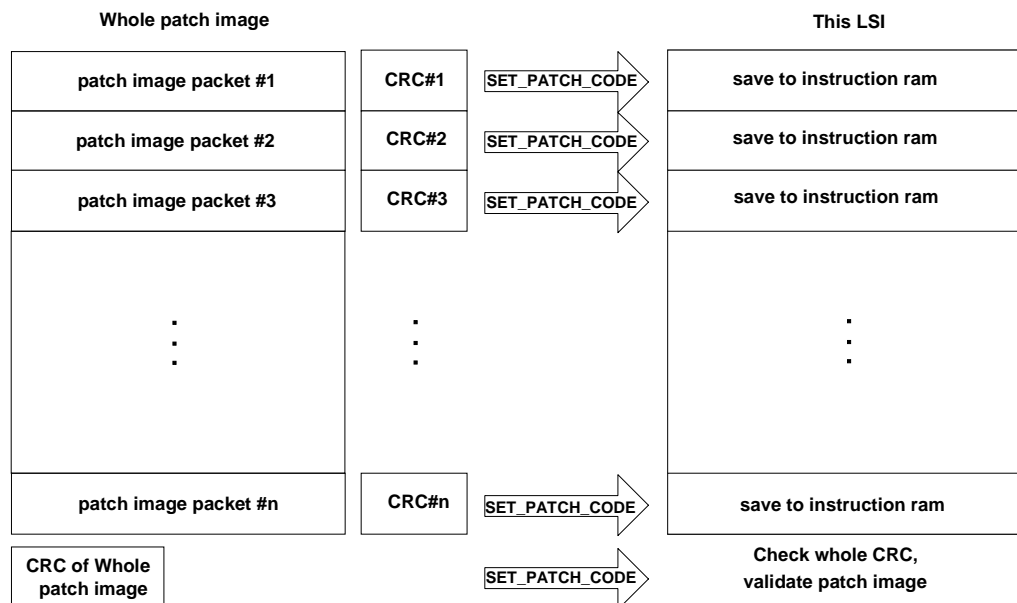 Whole patch image
This LSI
patch image packet #1
CRC#1
SET_PATCH_CODE
save to instruction ram
patch image packet #2
CRC#2
SET_PATCH_CODE
save to instruction ram
patch image packet #3
CRC#3
SET_PATCH_CODE
save to instruction ram
patch image packet #n
CRC#n
SET_PATCH_CODE
save to instruction ram
CRC of Whole
patch image
SET_PATCH_CODE
Check whole CRC,
validate patch image